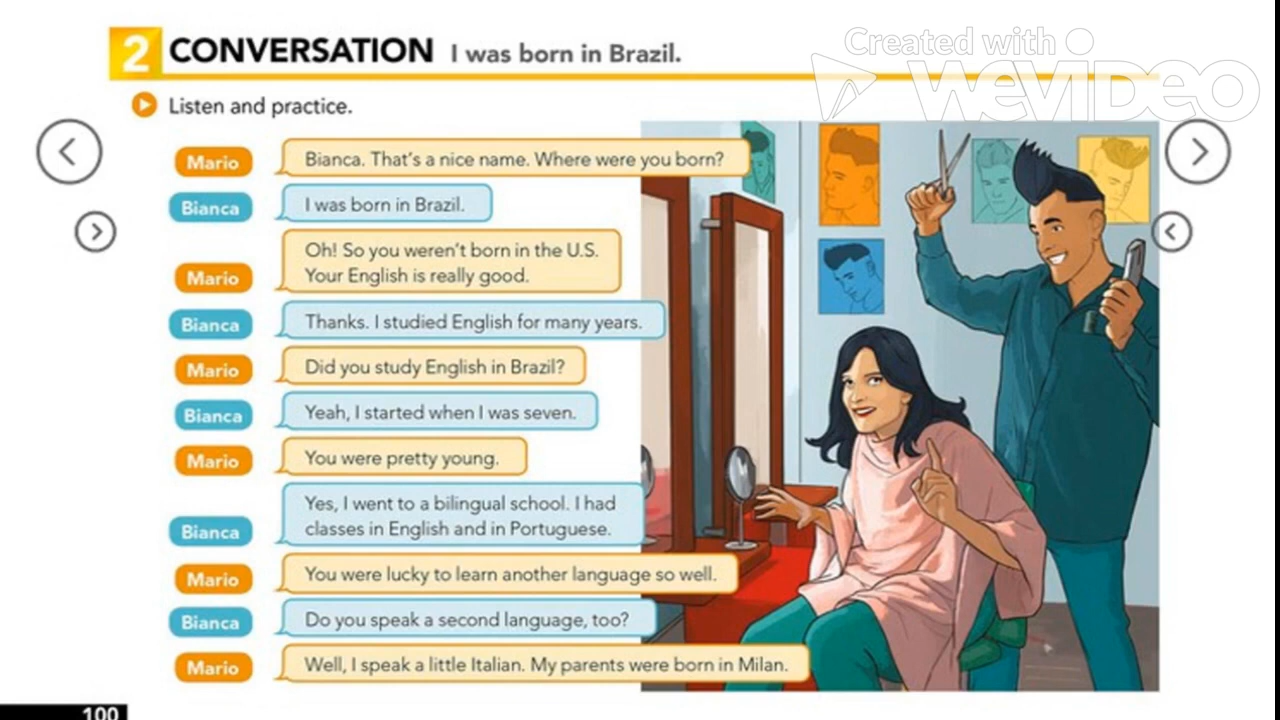 Created with
WEVIDEO
2 CONVERSATION I was born in Brazil.
Listen and practice.
Mario Bianca. That's a nice name. Where were you born?
Bianca I was born in Brazil.
Oh! So you weren't born in the U.S.
Mario Your English is really good.
Bianca Thanks. I studied English for many years.
Mario Did you study English in Brazil?
Bianca Yeah, I started when I was seven.
Mario You were pretty young.
Yes, I went to a bilingual school. I had
Bianca classes in English and in Portuguese.
Mario You were lucky to learn another language so well.
Bianca Do you speak a second language, too?
Mario Well, I speak a little Italian. My parents were born in Milan.
100